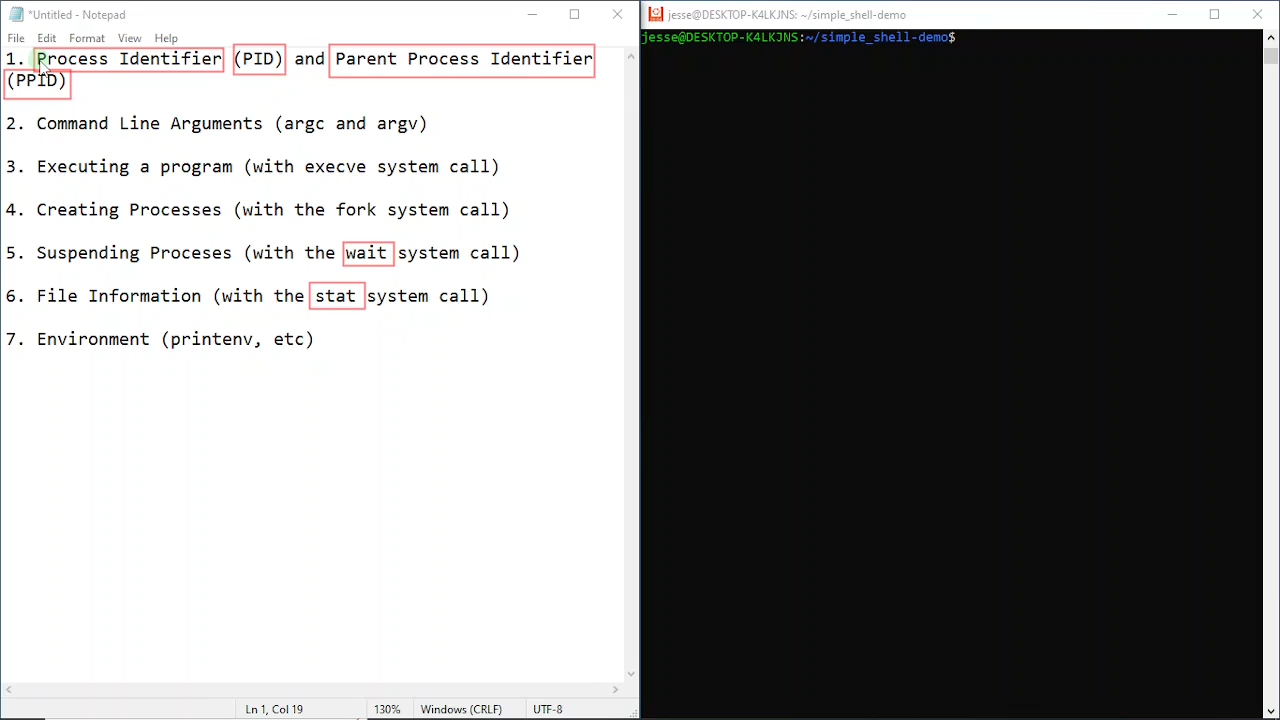 *Untitled - Notepad
File Edit Format View Help
1. Process Identifier (PID) and Parent Process Identifier
(PPID)
2. Command Line Arguments (argc and argv)
3. Executing a program (with execve system call)
4. Creating Processes (with the fork system call)
5. Suspending Proceses (with the wait system call)
6. File Information (with the stat system call)
7. Environment (printenv, etc)
Ln 1, Col 19 130% Windows (CRLF) UTF-8
jesse@DESKTOP-K4LKJNS: ~/simple_shell-demo
jesse@DESKTOP-K4LKJNS:~/simple_shell-demo$